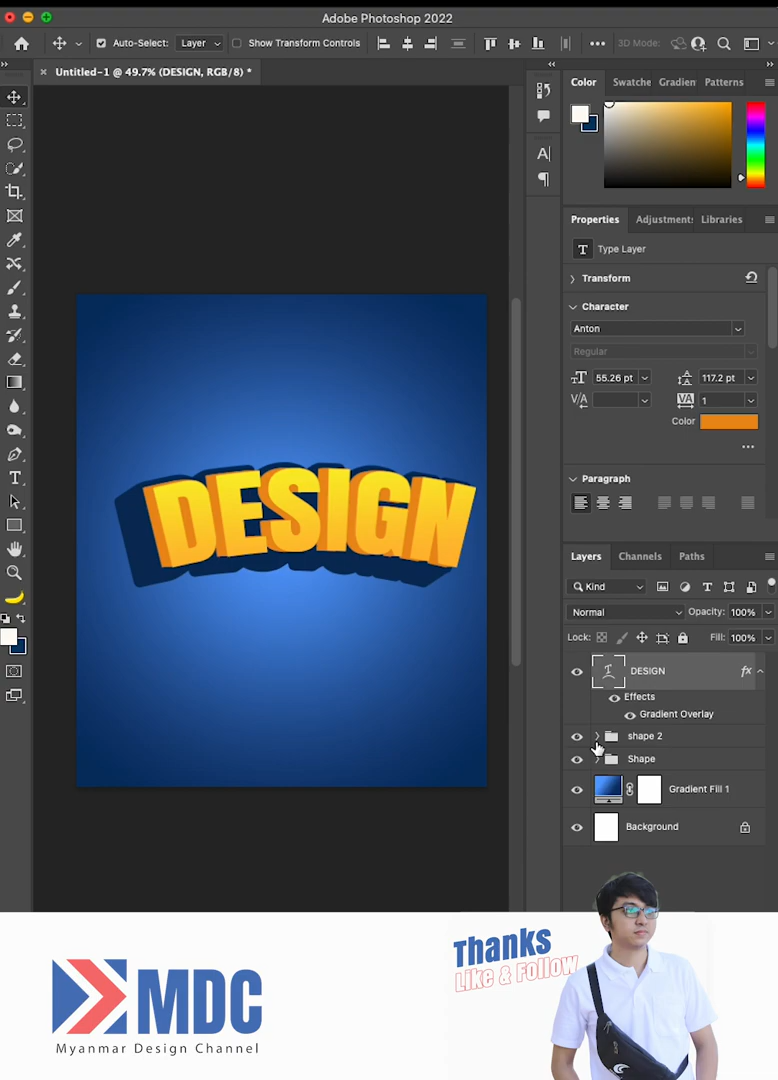 Adobe Photoshop 2022
Auto-Select: Layer Show Transform Controls 3D Mode:
Untitled-1 @ 49.7% (DESIGN, RGB/8) *
Color Swatche Gradien Patterns
Properties Adjustments Libraries
T Type Layer
Transform
Character
Anton
Regular
55.26 pt 117.2 pt
V/A VA 1
Color
Paragraph
DESIGN
Layers Channels Paths
Kind
Normal Opacity: 100%
Lock: Fill: 100%
DESIGN fx
Effects
Gradient Overlay
shape 2
Shape
Gradient Fill 1
Background
Thanks
Like & Follow
MDC
Myanmar Design Channel